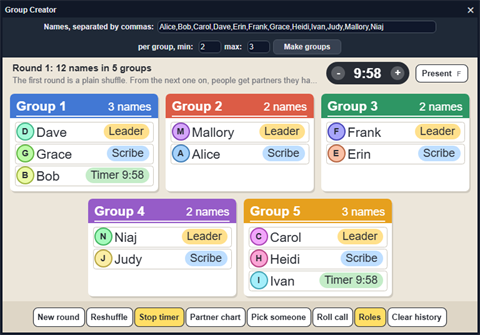 Group Creator ×
Names, separated by commas: Alice,Bob,Carol,Dave,Erin,Frank,Grace,Heidi,Ivan,Judy,Mallory,Niaj
per group, min: 2 max: 3 Make groups
Round 1: 12 names in 5 groups
The first round is a plain shuffle. From the next one on, people get partners they ha...
- 9:58 +
Present F
Group 1 3 names
D Dave Leader
G Grace Scribe
B Bob Timer 9:58
Group 2 2 names
M Mallory Leader
A Alice Scribe
Group 3 2 names
F Frank Leader
E Erin Scribe
Group 4 2 names
N Niaj Leader
J Judy Scribe
Group 5 3 names
C Carol Leader
H Heidi Scribe
I Ivan Timer 9:58
New round Reshuffle Stop timer Partner chart Pick someone Roll call Roles Clear history